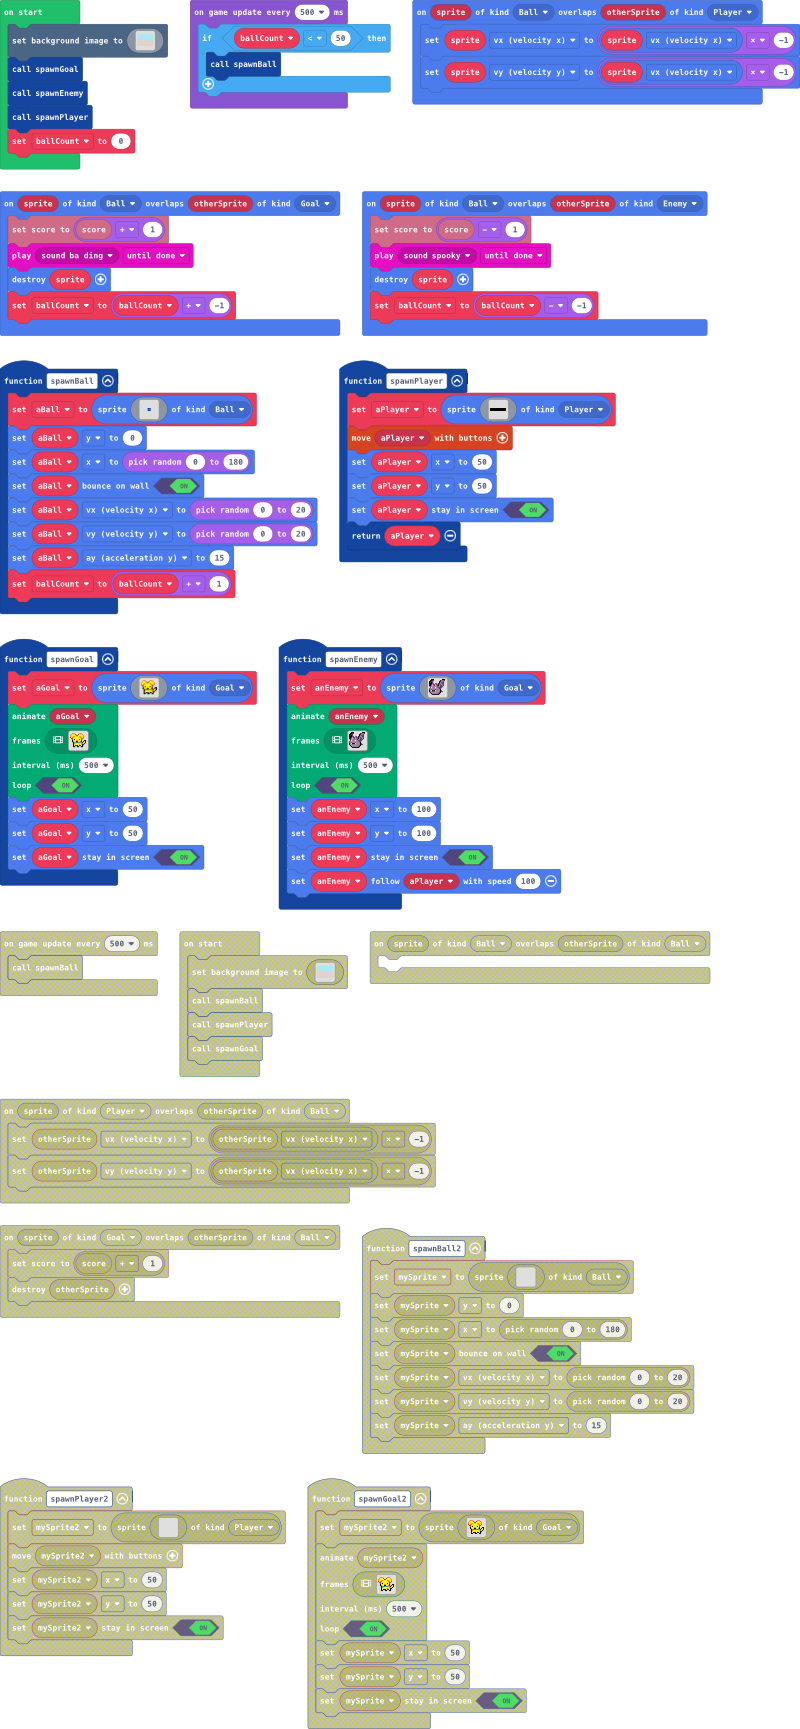 on start
set background image to
call spawnGoal
call spawnEnemy
call spawnPlayer
set ballCount to 0
on game update every 500 ms
if ballCount < 50 then
call spawnBall
on sprite of kind Ball overlaps otherSprite of kind Player
set sprite vx (velocity x) to sprite vx (velocity x) × -1
set sprite vy (velocity y) to sprite vx (velocity x) × -1
on sprite of kind Ball overlaps otherSprite of kind Goal
set score to score + 1
play sound ba ding until done
destroy sprite
set ballCount to ballCount + -1
on sprite of kind Ball overlaps otherSprite of kind Enemy
set score to score - 1
play sound spooky until done
destroy sprite
set ballCount to ballCount - -1
function spawnBall
set aBall to sprite of kind Ball
set aBall y to 0
set aBall x to pick random 0 to 180
set aBall bounce on wall ON
set aBall vx (velocity x) to pick random 0 to 20
set aBall vy (velocity y) to pick random 0 to 20
set aBall ay (acceleration y) to 15
set ballCount to ballCount + 1
function spawnPlayer
set aPlayer to sprite of kind Player
move aPlayer with buttons
set aPlayer x to 50
set aPlayer y to 50
set aPlayer stay in screen ON
return aPlayer
function spawnGoal
set aGoal to sprite of kind Goal
animate aGoal
frames
interval (ms) 500
loop ON
set aGoal x to 50
set aGoal y to 50
set aGoal stay in screen ON
function spawnEnemy
set anEnemy to sprite of kind Goal
animate anEnemy
frames
interval (ms) 500
loop ON
set anEnemy x to 100
set anEnemy y to 100
set anEnemy stay in screen ON
set anEnemy follow aPlayer with speed 100
on game update every 500 ms
call spawnBall
on start
set background image to
call spawnBall
call spawnPlayer
call spawnGoal
on sprite of kind Ball overlaps otherSprite of kind Ball
on sprite of kind Player overlaps otherSprite of kind Ball
set otherSprite vx (velocity x) to otherSprite vx (velocity x) × -1
set otherSprite vy (velocity y) to otherSprite vx (velocity x) × -1
on sprite of kind Goal overlaps otherSprite of kind Ball
set score to score + 1
destroy otherSprite
function spawnBall2
set mySprite to sprite of kind Ball
set mySprite y to 0
set mySprite x to pick random 0 to 180
set mySprite bounce on wall ON
set mySprite vx (velocity x) to pick random 0 to 20
set mySprite vy (velocity y) to pick random 0 to 20
set mySprite ay (acceleration y) to 15
function spawnPlayer2
set mySprite2 to sprite of kind Player
move mySprite2 with buttons
set mySprite2 x to 50
set mySprite2 y to 50
set mySprite2 stay in screen ON
function spawnGoal2
set mySprite2 to sprite of kind Goal
animate mySprite2
frames
interval (ms) 500
loop ON
set mySprite x to 50
set mySprite y to 50
set mySprite stay in screen ON